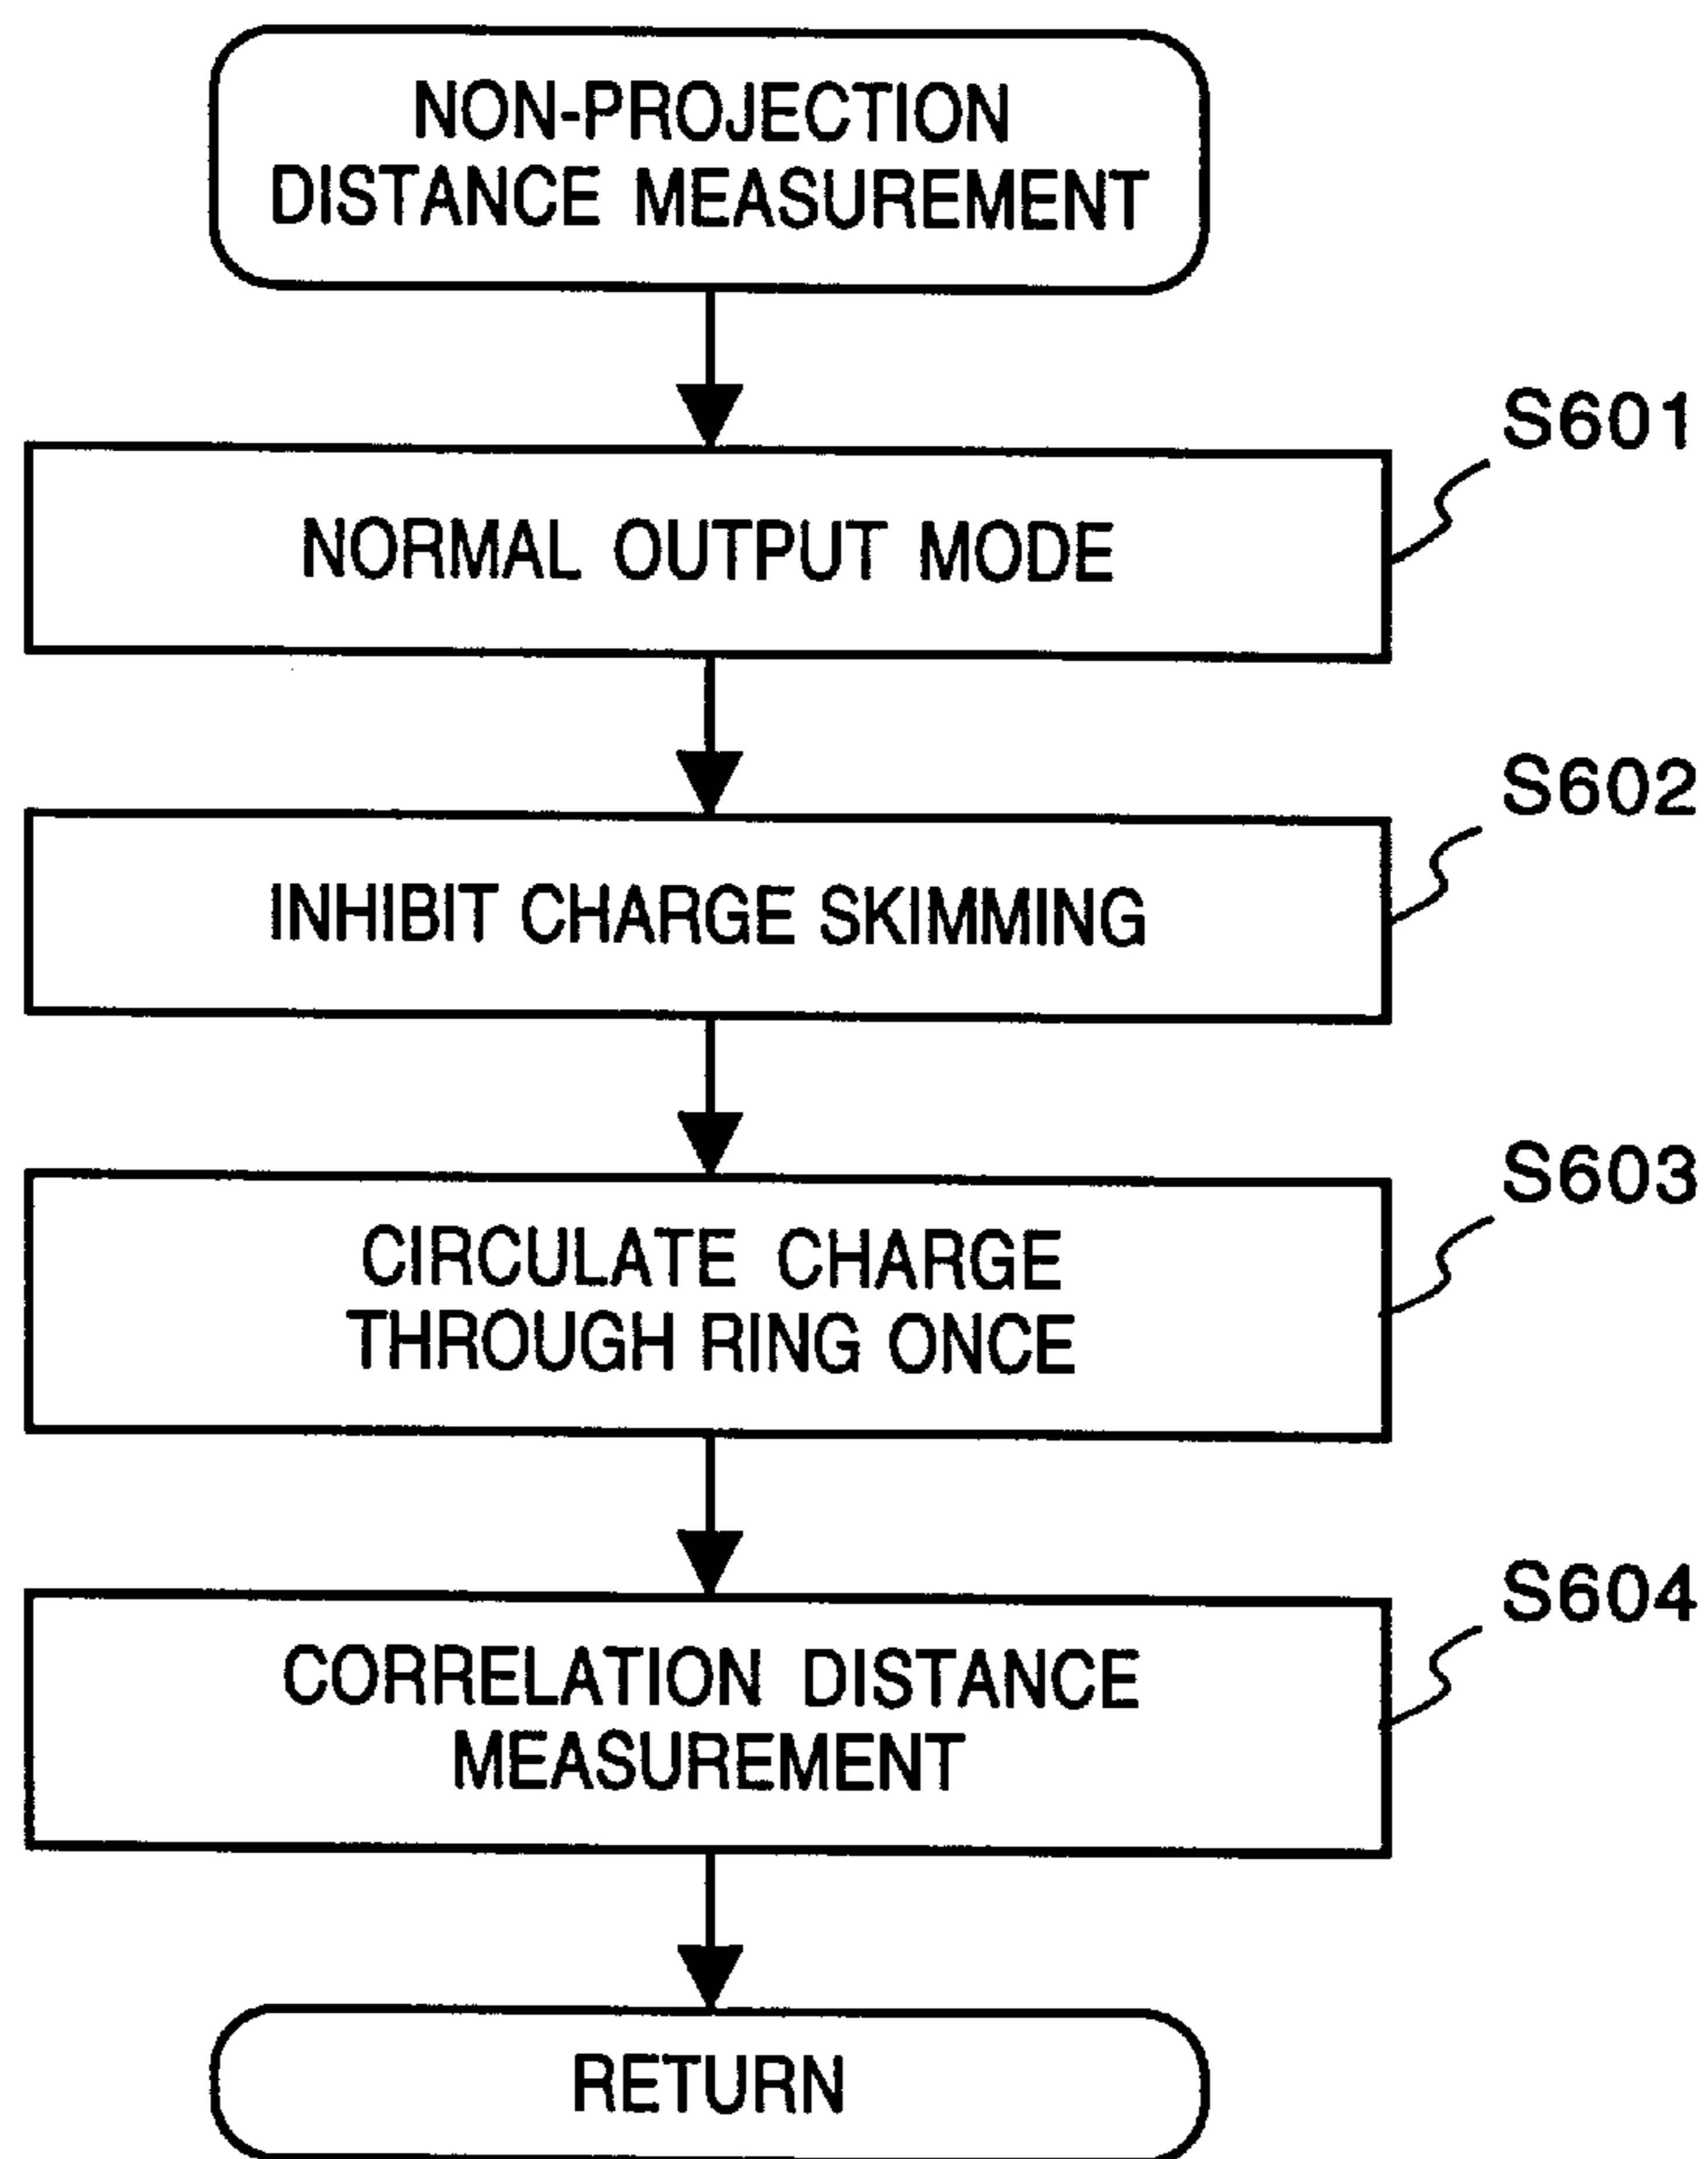 NON-PROJECTION
DISTANCE MEASUREMENT
S601
NORMAL OUTPUT MODE
S602
INHIBIT CHARGE SKIMMING
S603
CIRCULATE CHARGE
THROUGH RING ONCE
S604
CORRELATION DISTANCE
MEASUREMENT
RETURN